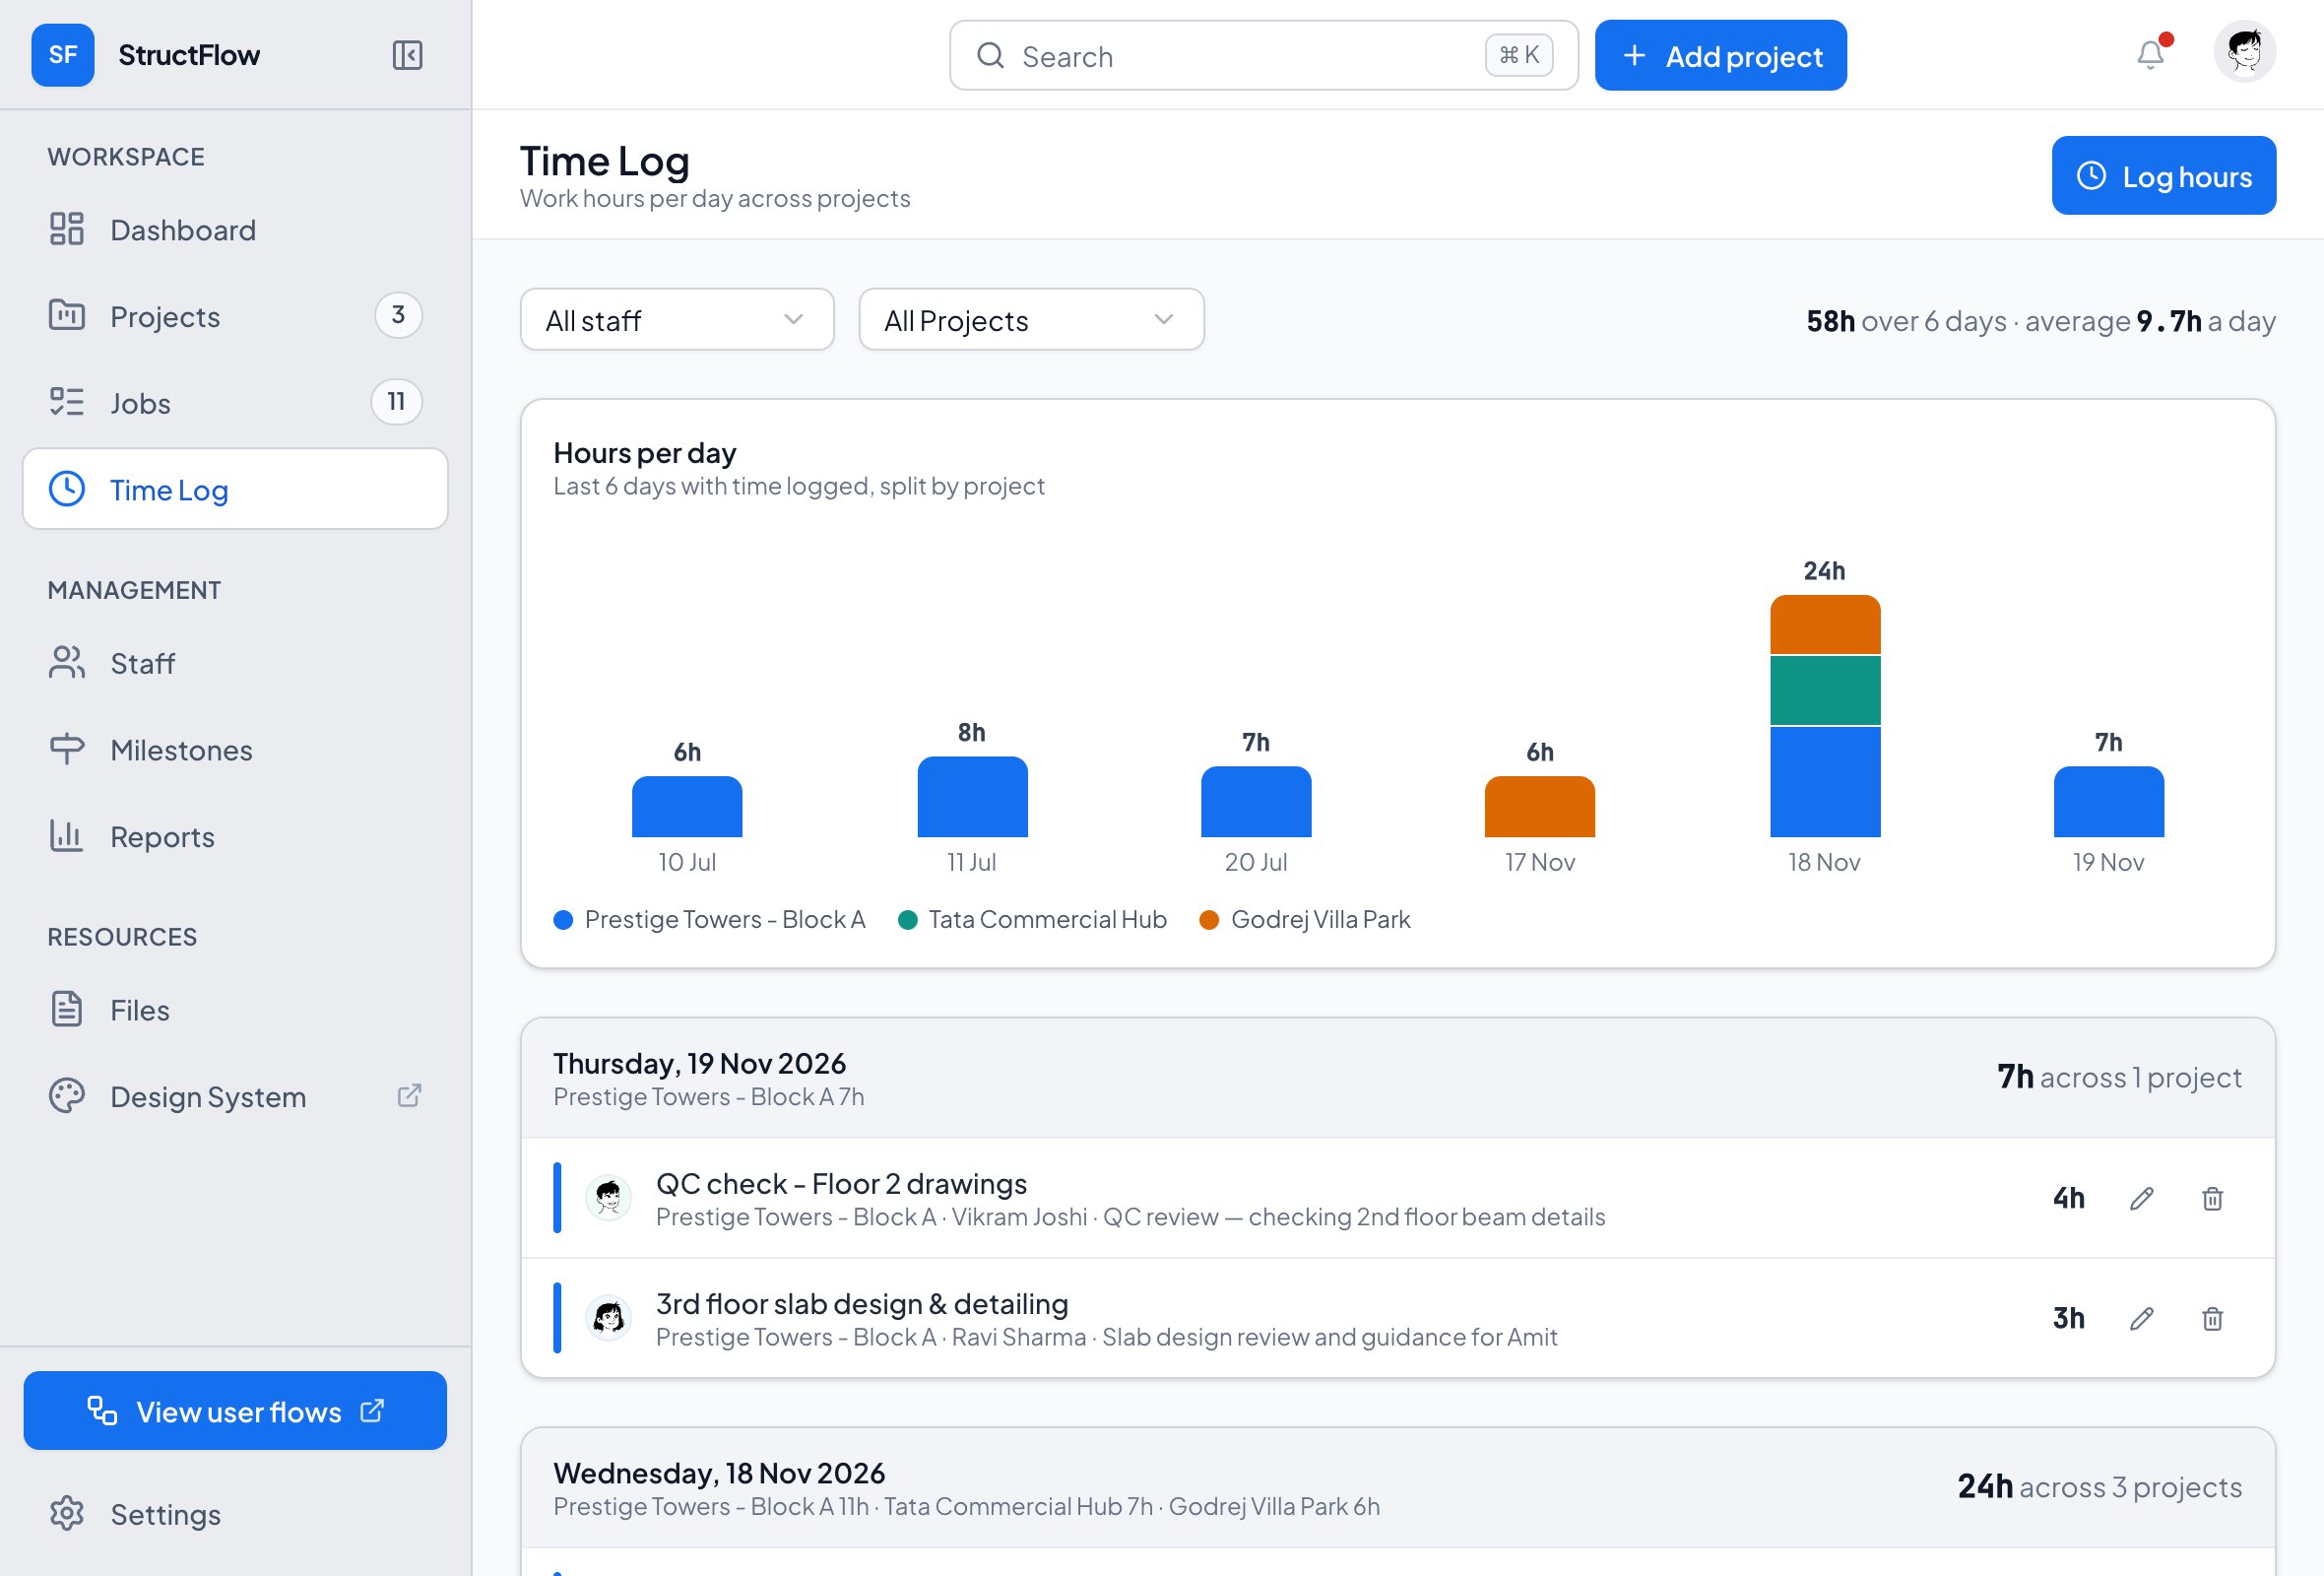 SF StructFlow
Search ⌘ K
Add project
WORKSPACE
Dashboard
Projects 3
Jobs 11
Time Log
MANAGEMENT
Staff
Milestones
Reports
RESOURCES
Files
Design System
View user flows
Settings
Time Log
Work hours per day across projects
Log hours
All staff
All Projects
58h over 6 days · average 9.7h a day
Hours per day
Last 6 days with time logged, split by project
6h 8h 7h 6h 24h 7h
10 Jul 11 Jul 20 Jul 17 Nov 18 Nov 19 Nov
Prestige Towers - Block A Tata Commercial Hub Godrej Villa Park
Thursday, 19 Nov 2026
Prestige Towers - Block A 7h
7h across 1 project
QC check - Floor 2 drawings
Prestige Towers - Block A · Vikram Joshi · QC review — checking 2nd floor beam details
4h
3rd floor slab design & detailing
Prestige Towers - Block A · Ravi Sharma · Slab design review and guidance for Amit
3h
Wednesday, 18 Nov 2026
Prestige Towers - Block A 11h · Tata Commercial Hub 7h · Godrej Villa Park 6h
24h across 3 projects